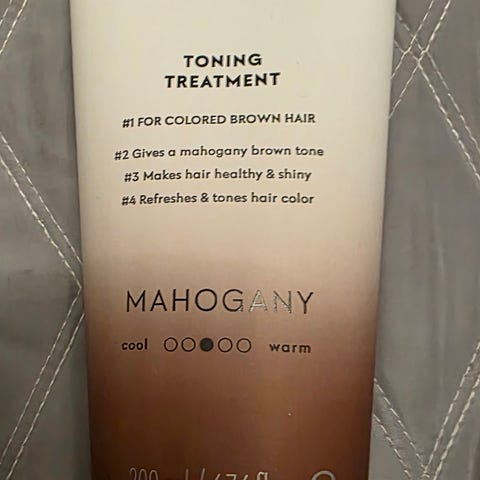 TONING
TREATMENT
#1 FOR COLORED BROWN HAIR
#2 Gives a mahogany brown tone
#3 Makes hair healthy & shiny
#4 Refreshes & tones hair color
MAHOGANY
cool warm